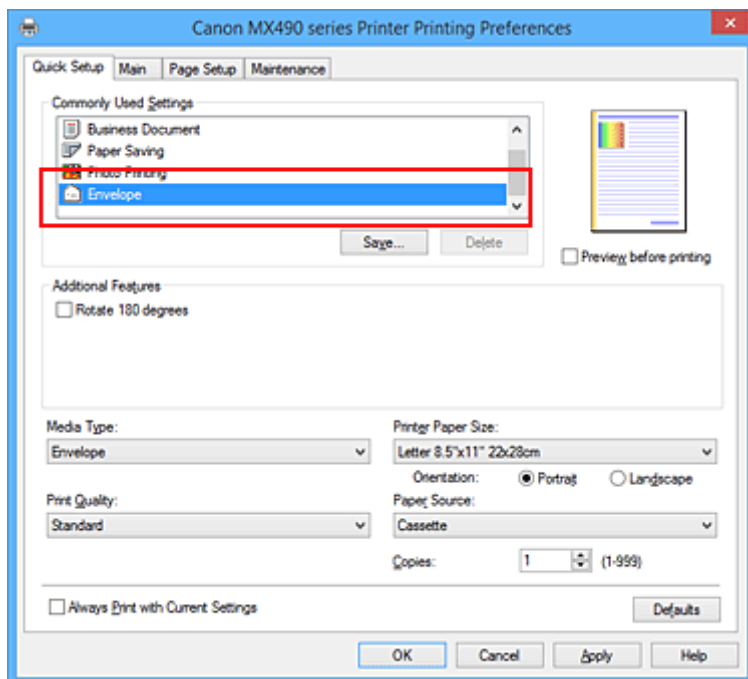 Canon MX490 series Printer Printing Preferences
Quick Setup Main Page Setup Maintenance
Commonly Used Settings
Business Document
Paper Saving
Photo Printing
Envelope
Save... Delete
Preview before printing
Additional Features
Rotate 180 degrees
Media Type:
Envelope
Printer Paper Size:
Letter 8.5"x11" 22x28cm
Orientation: Portrait Landscape
Print Quality:
Standard
Paper Source:
Cassette
Copies: 1 (1-999)
Always Print with Current Settings
Defaults
OK Cancel Apply Help